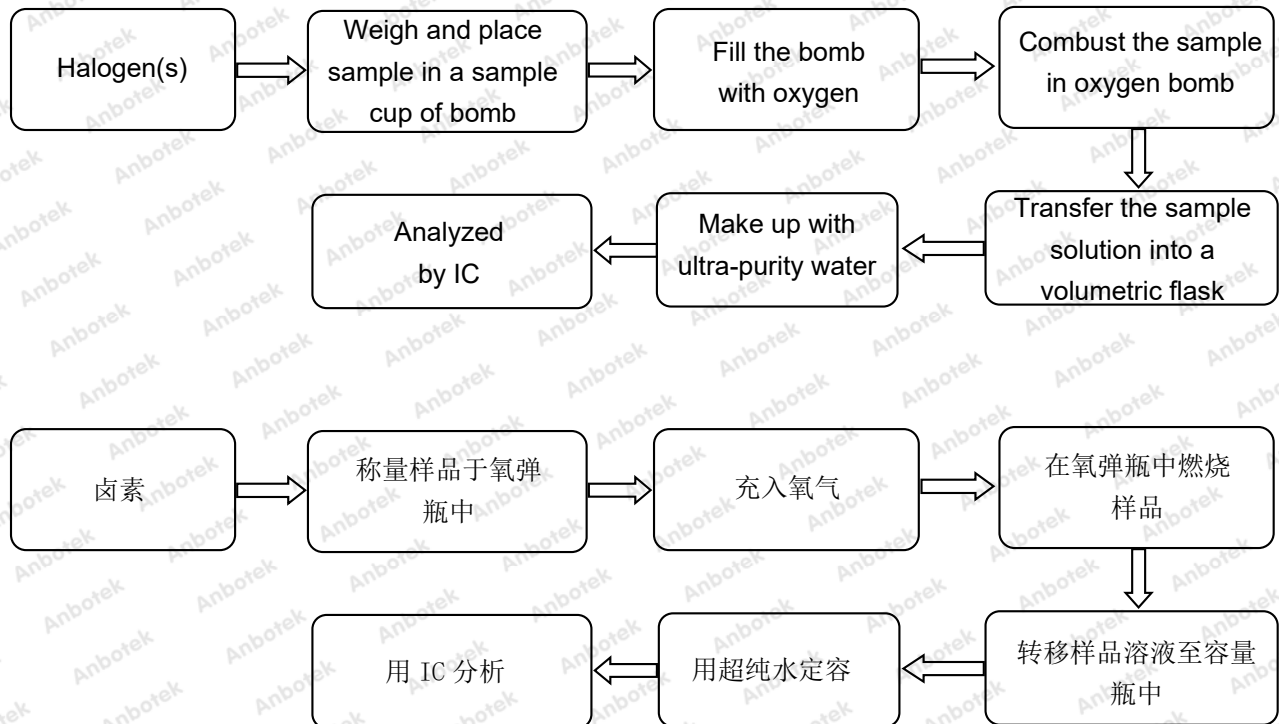 Halogen(s)
Weigh and place
sample in a sample
cup of bomb
Fill the bomb
with oxygen
Combust the sample
in oxygen bomb
Transfer the sample
solution into a
volumetric flask
Make up with
ultra-purity water
Analyzed
by IC
卤素
称量样品于氧弹
瓶中
充入氧气
在氧弹瓶中燃烧
样品
转移样品溶液至容量
瓶中
用超纯水定容
用 IC 分析
Anbotek